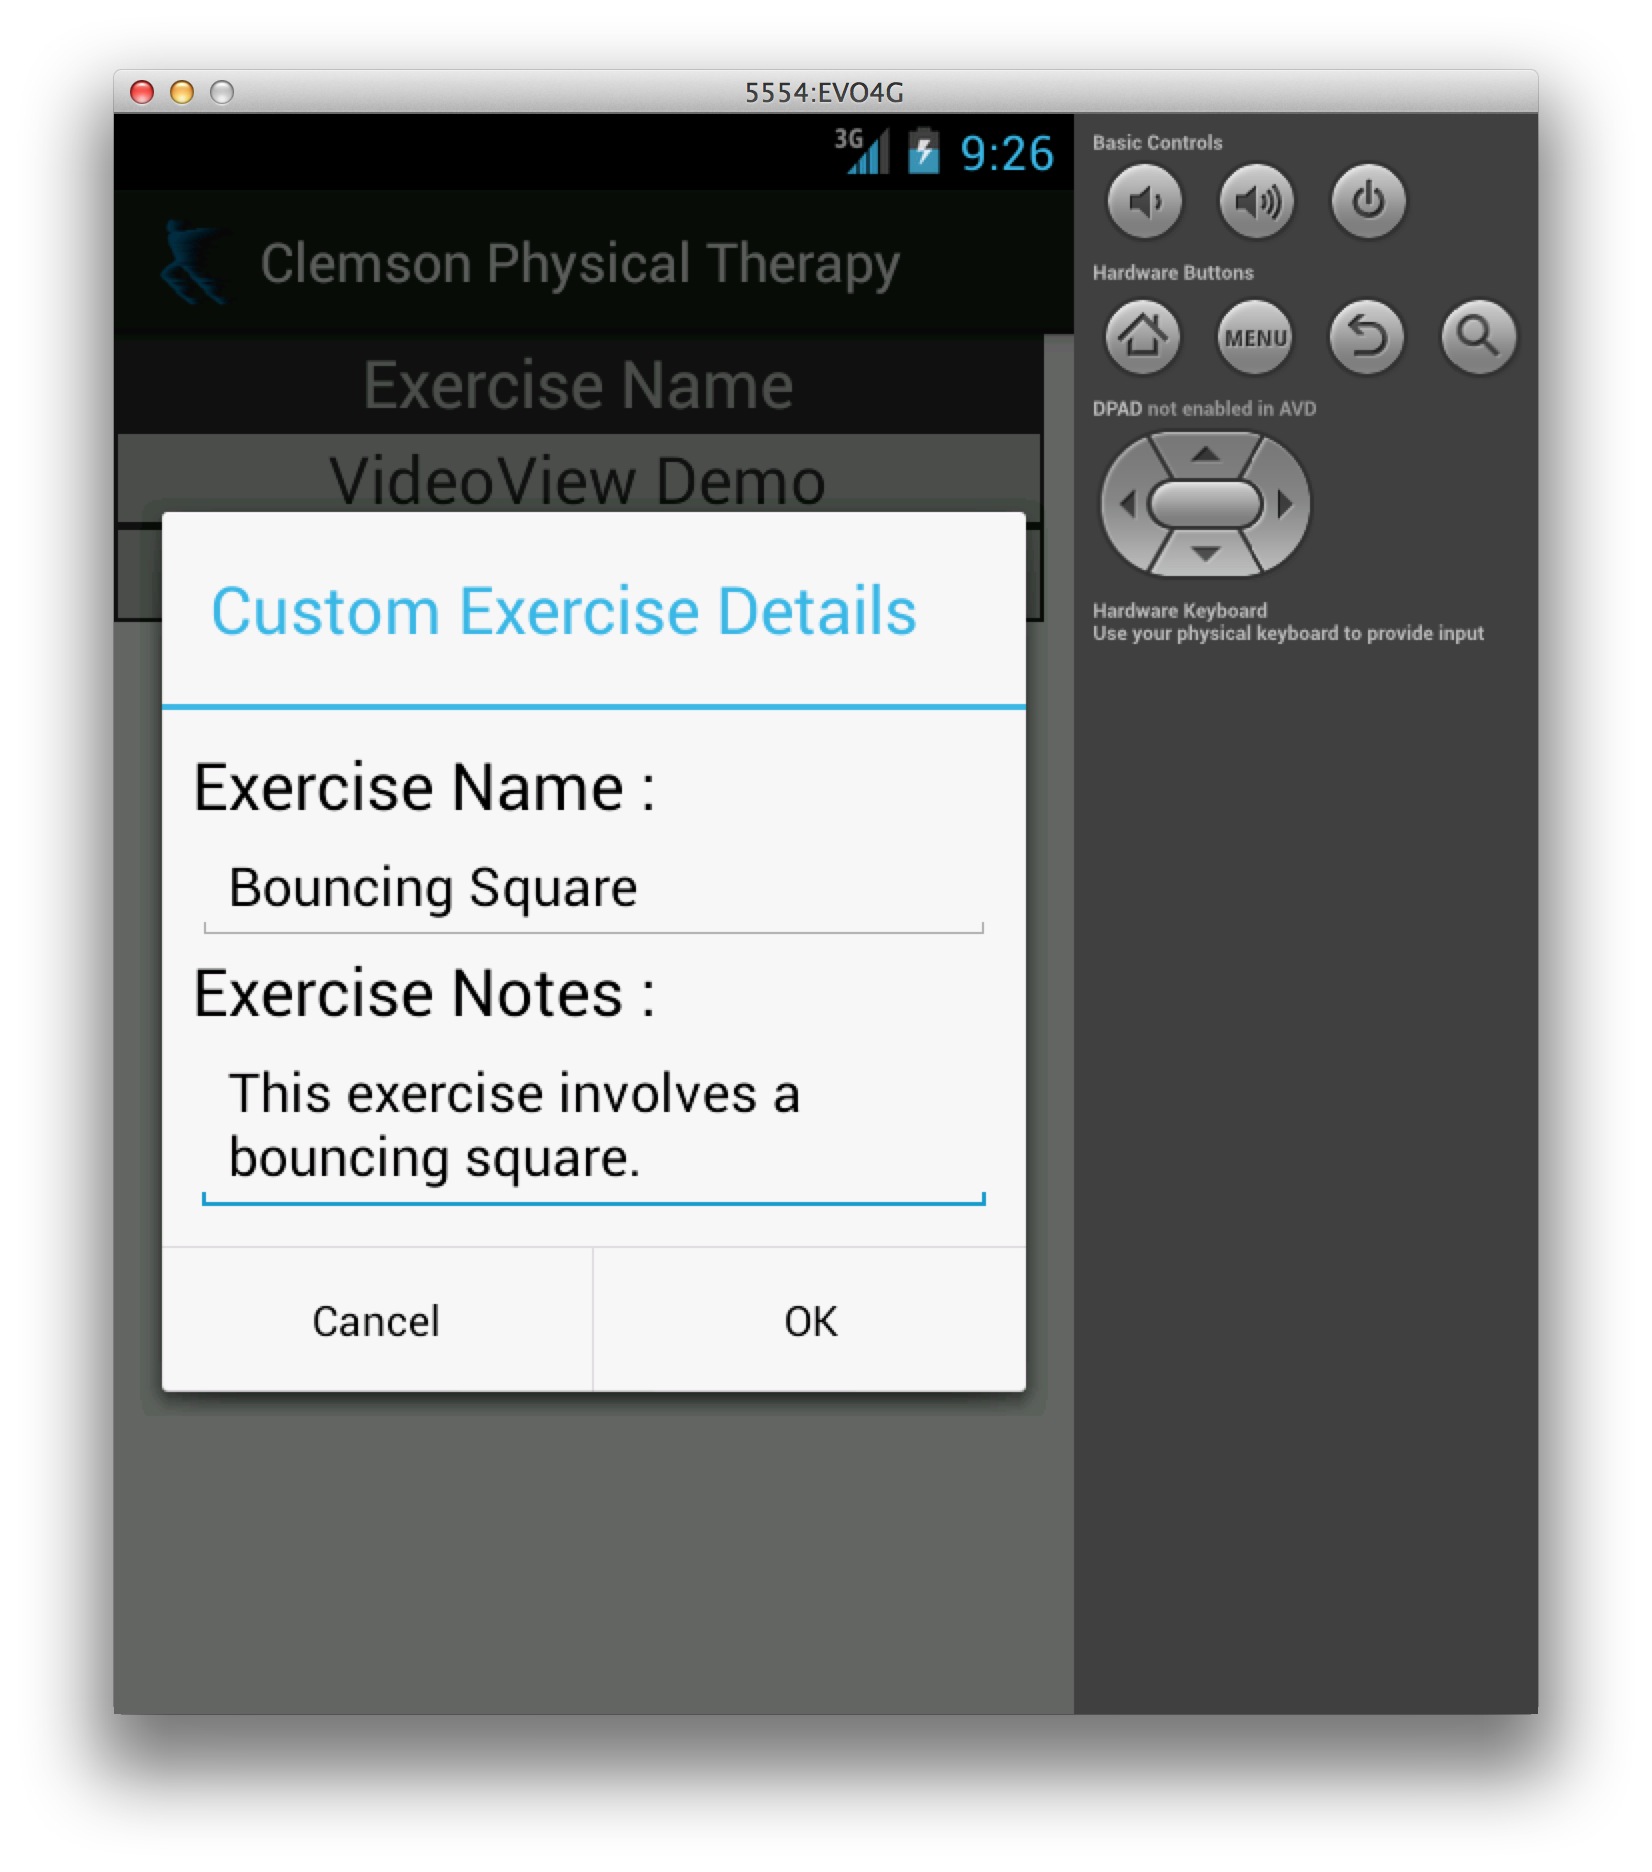 5554:EVO4G
3G 9:26
Clemson Physical Therapy
Exercise Name
VideoView Demo
Custom Exercise Details
Exercise Name :
Bouncing Square
Exercise Notes :
This exercise involves a
bouncing square.
Cancel OK
Basic Controls
Hardware Buttons
MENU
DPAD not enabled in AVD
Hardware Keyboard
Use your physical keyboard to provide input